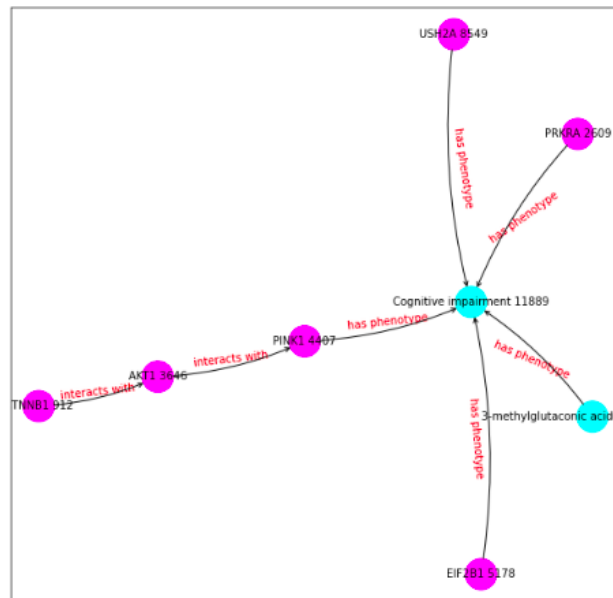 USH2A 8549
has phenotype
PRKRA 2609
has phenotype
Cognitive impairment 11889
has phenotype
PINK1 4407
interacts with
AKT1 3646
interacts with
TNNB1 912
has phenotype
3-methylglutaconic acid
has phenotype
EIF2B1 5178